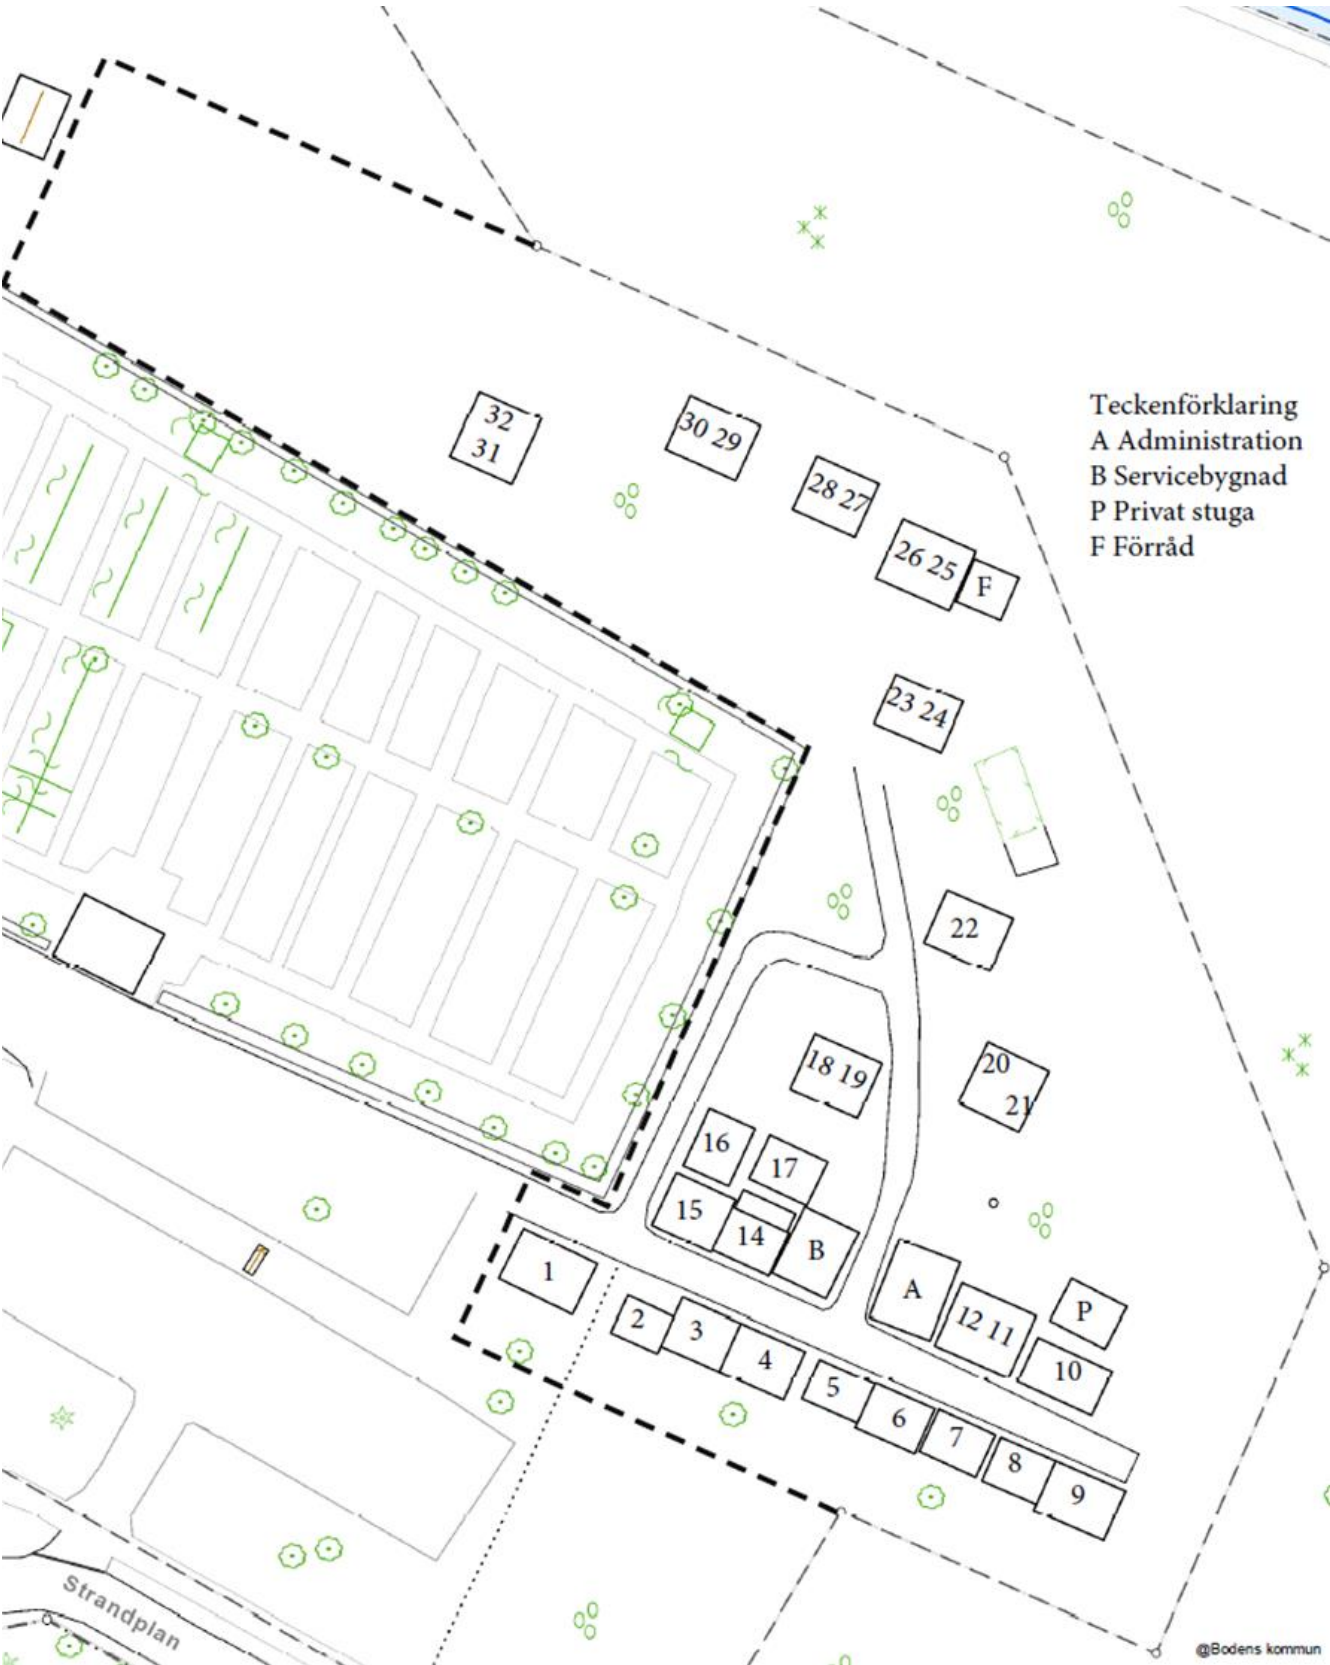 32
31
30 29
28 27
Teckenförklaring
A Administration
B Servicebygnad
P Privat stuga
F Förråd
26 25
F
23 24
22
18 19
20
21
16
17
15
14
B
1
A
12 11
P
10
2
3
4
5
6
7
8
9
Strandplan
@Bodens kommun